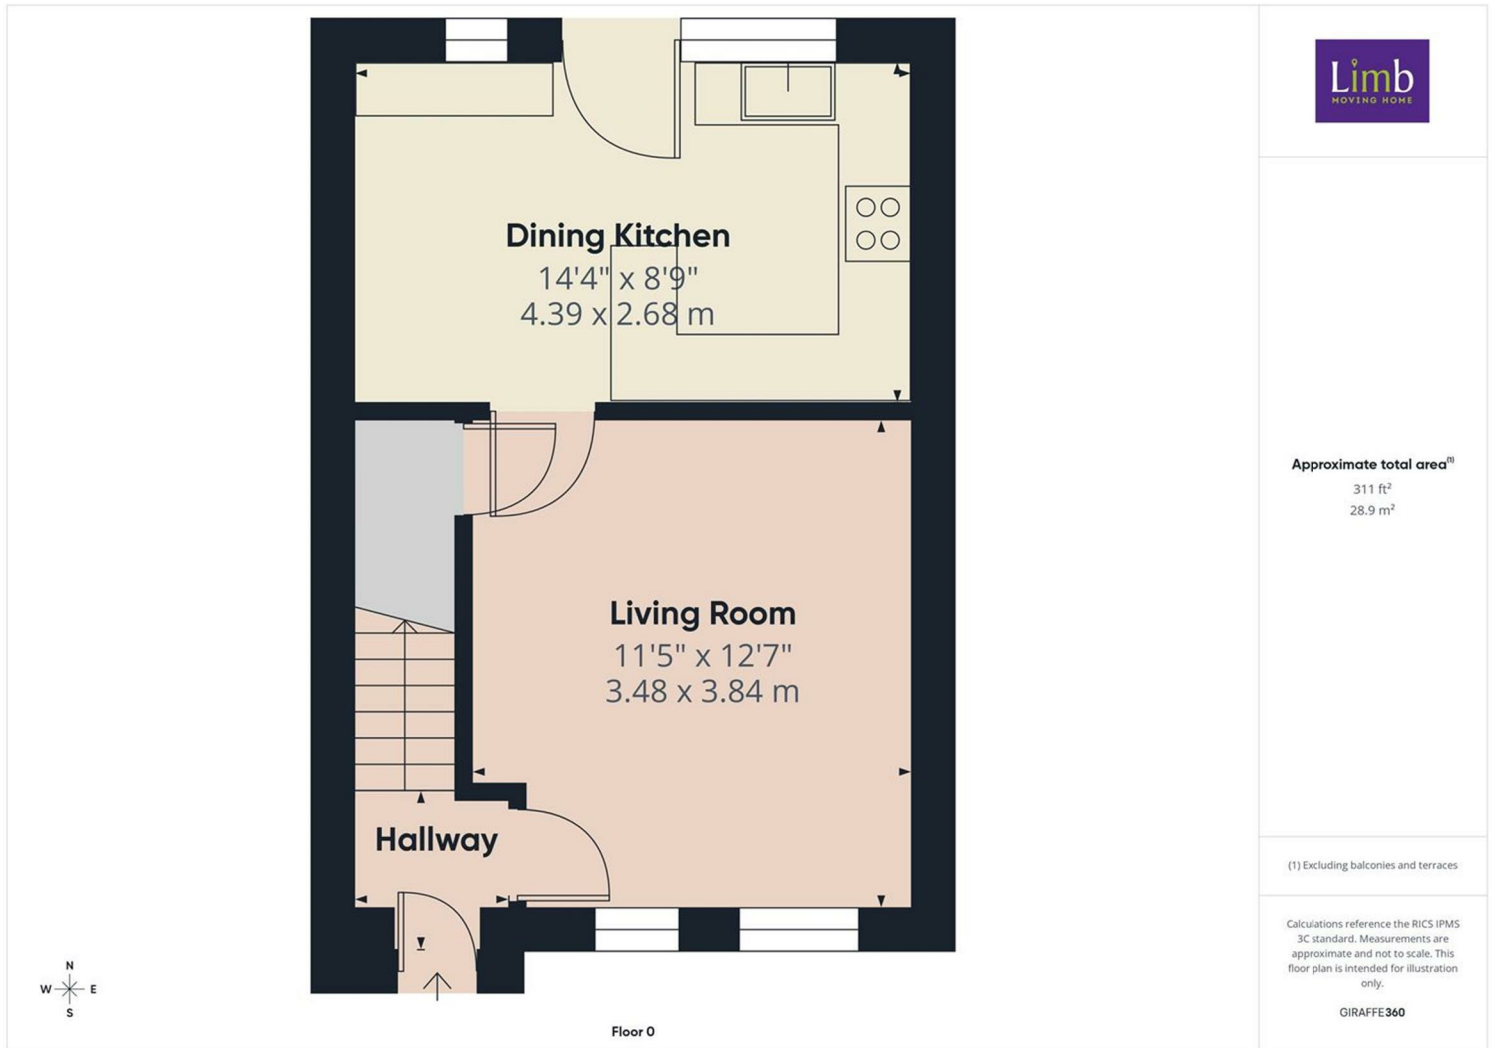 Dining Kitchen
14'4" x 8'9"
4.39 x 2.68 m
Living Room
11'5" x 12'7"
3.48 x 3.84 m
Hallway
N
W E
S
Floor 0
Limb
MOVING HOME
Approximate total area(1)
311 ft²
28.9 m²
(1) Excluding balconies and terraces
Calculations reference the RICS IPMS
3C standard. Measurements are
approximate and not to scale. This
floor plan is intended for illustration
only.
GIRAFFE360